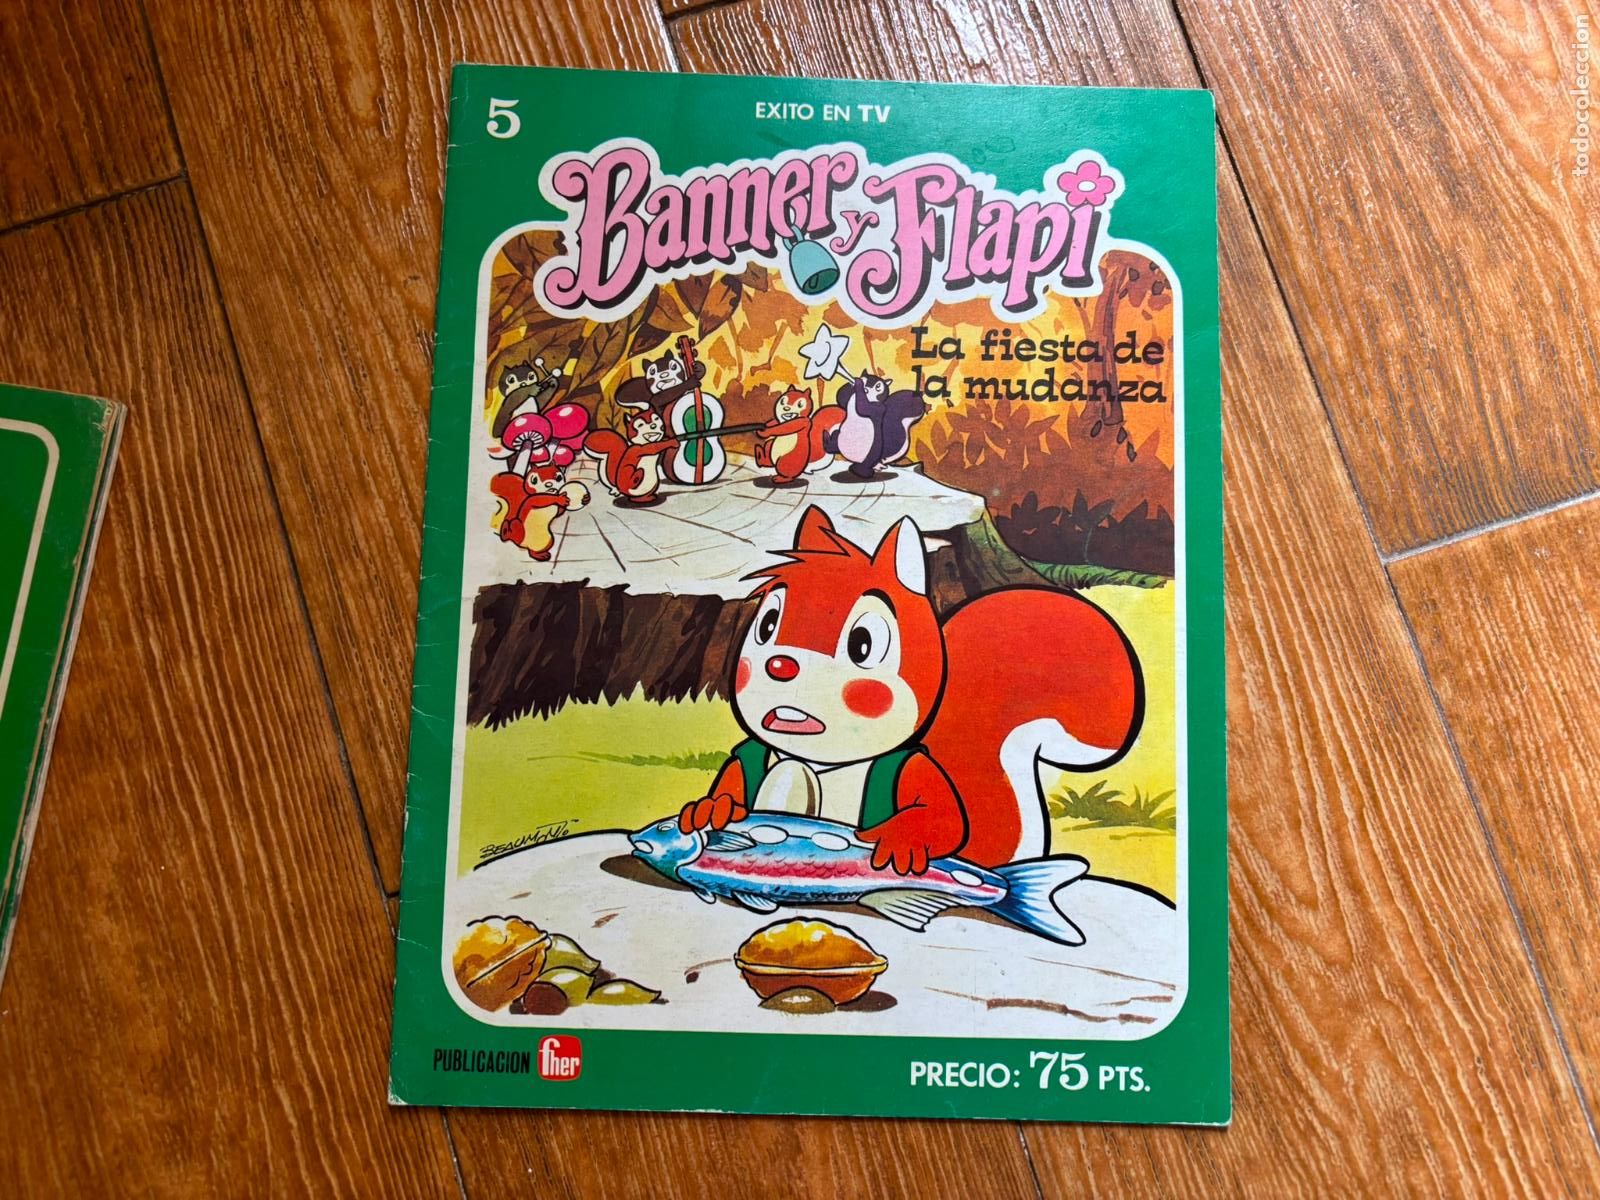 5
EXITO EN TV
Banner y Flapi
La fiesta de
la mudanza
BEAUMONT
PUBLICACION fher
PRECIO: 75 PTS.
todocoleccion